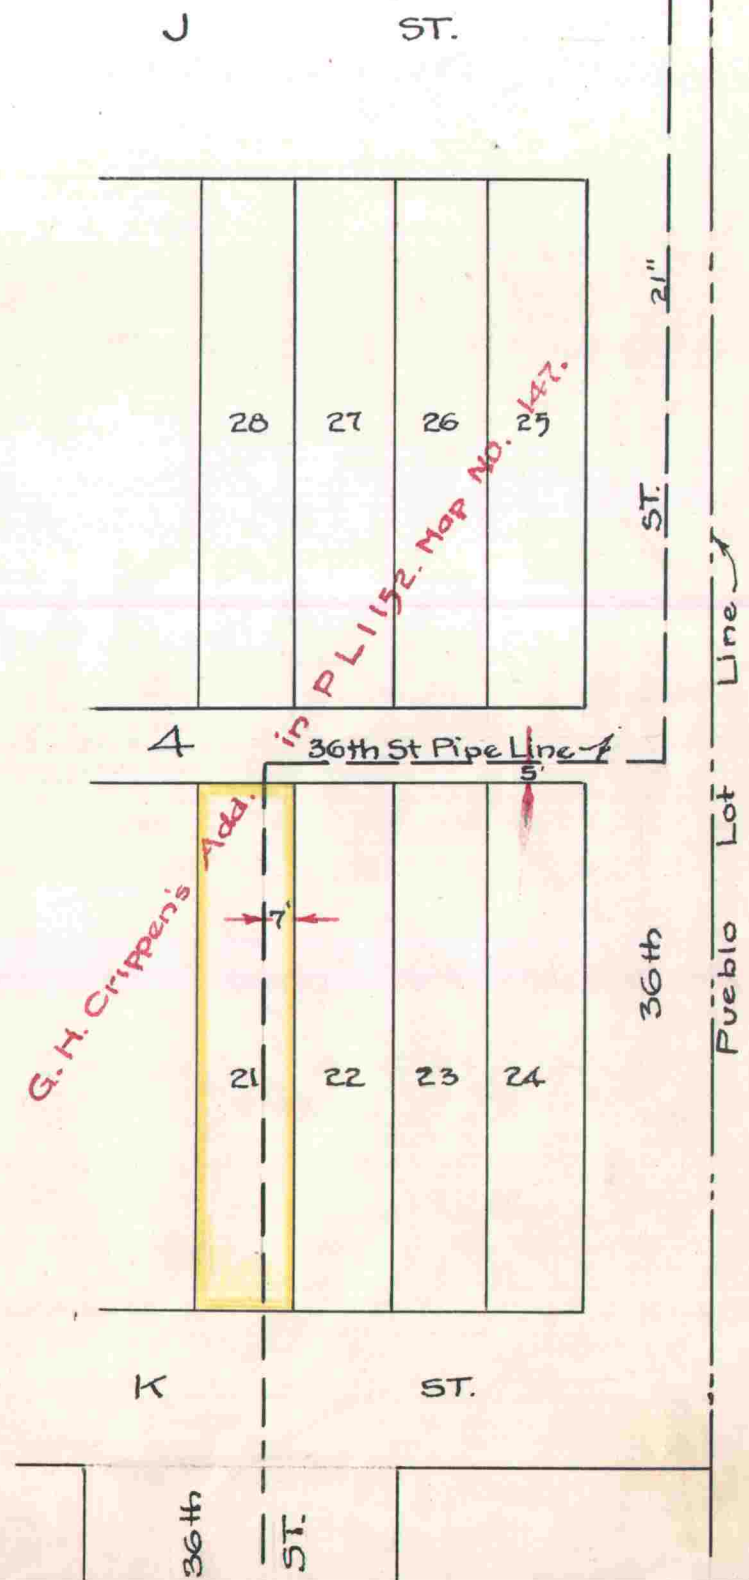 J ST.
21"
28 27 26 25
ST.
in P L 1152. Map No. 147.
Line
4
36th St Pipe Line
5'
Lot
G. H. Crippen's Add.
7'
36th
Pueblo
21 22 23 24
K ST.
36th ST.